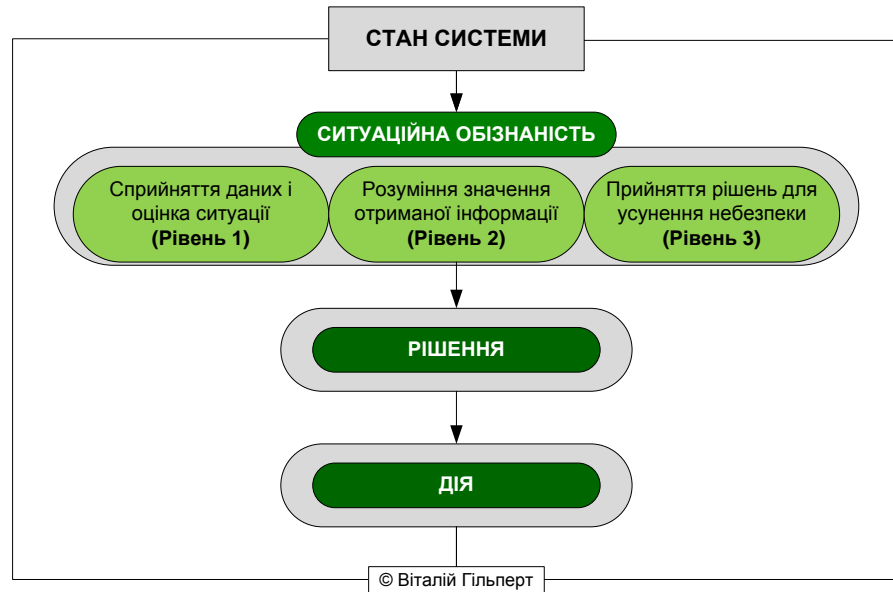 СТАН СИСТЕМИ
СИТУАЦІЙНА ОБІЗНАНІСТЬ
Сприйняття даних і
оцінка ситуації
(Рівень 1)
Розуміння значення
отриманої інформації
(Рівень 2)
Прийняття рішень для
усунення небезпеки
(Рівень 3)
РІШЕННЯ
ДІЯ
© Віталій Гільперт